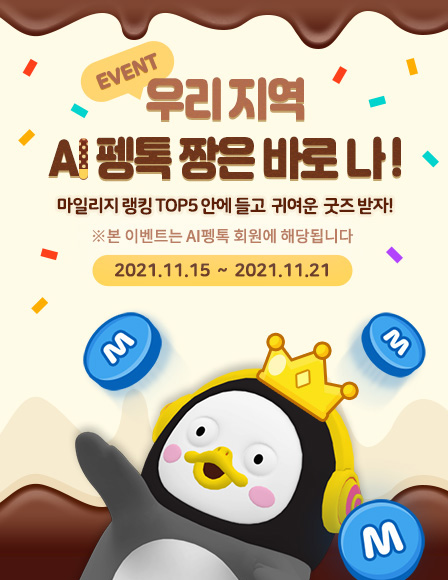 EVENT
우리 지역
AI 펭톡 짱은 바로 나!
마일리지 랭킹 TOP5 안에 들고 귀여운 굿즈 받자!
※본 이벤트는 AI펭톡 회원에 해당됩니다
2021.11.15 ~ 2021.11.21
M
M
M